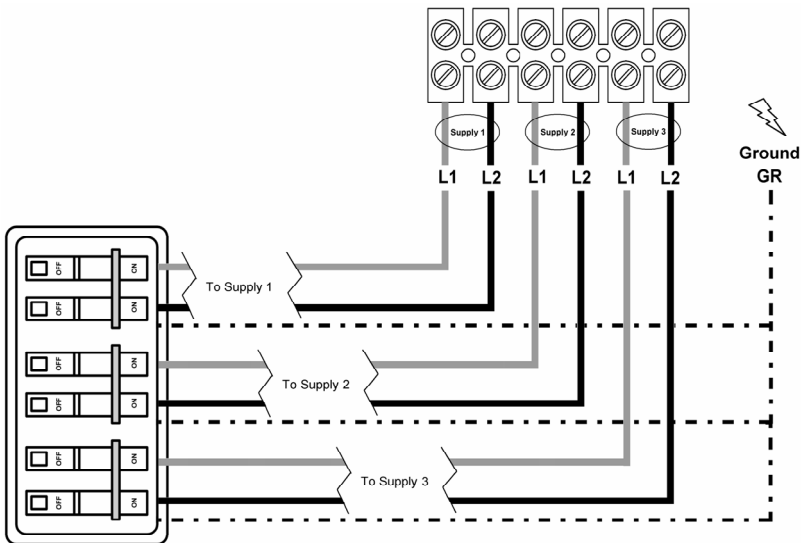 Supply 1 Supply 2 Supply 3
Ground
L1 L2 L1 L2 L1 L2 GR
OFF ON
To Supply 1
OFF ON
OFF ON
To Supply 2
OFF ON
OFF ON
To Supply 3
OFF ON